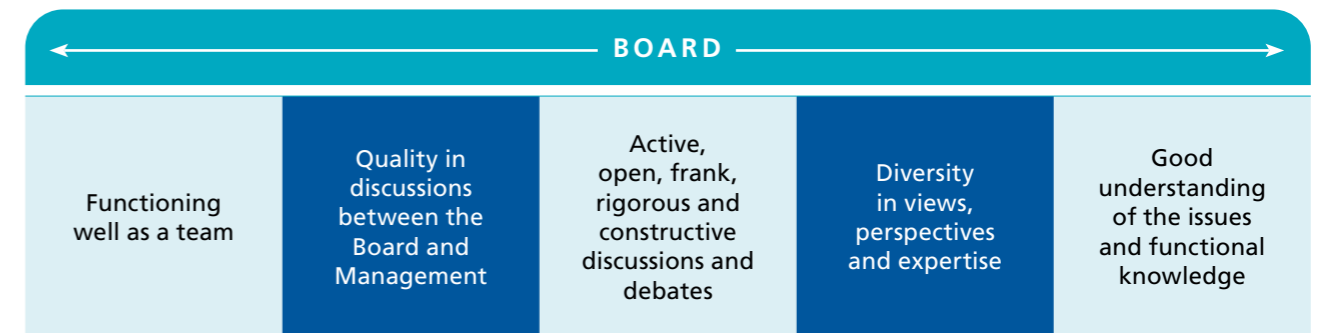 BOARD
Functioning
well as a team
Quality in
discussions
between the
Board and
Management
Active,
open, frank,
rigorous and
constructive
discussions and
debates
Diversity
in views,
perspectives
and expertise
Good
understanding
of the issues
and functional
knowledge